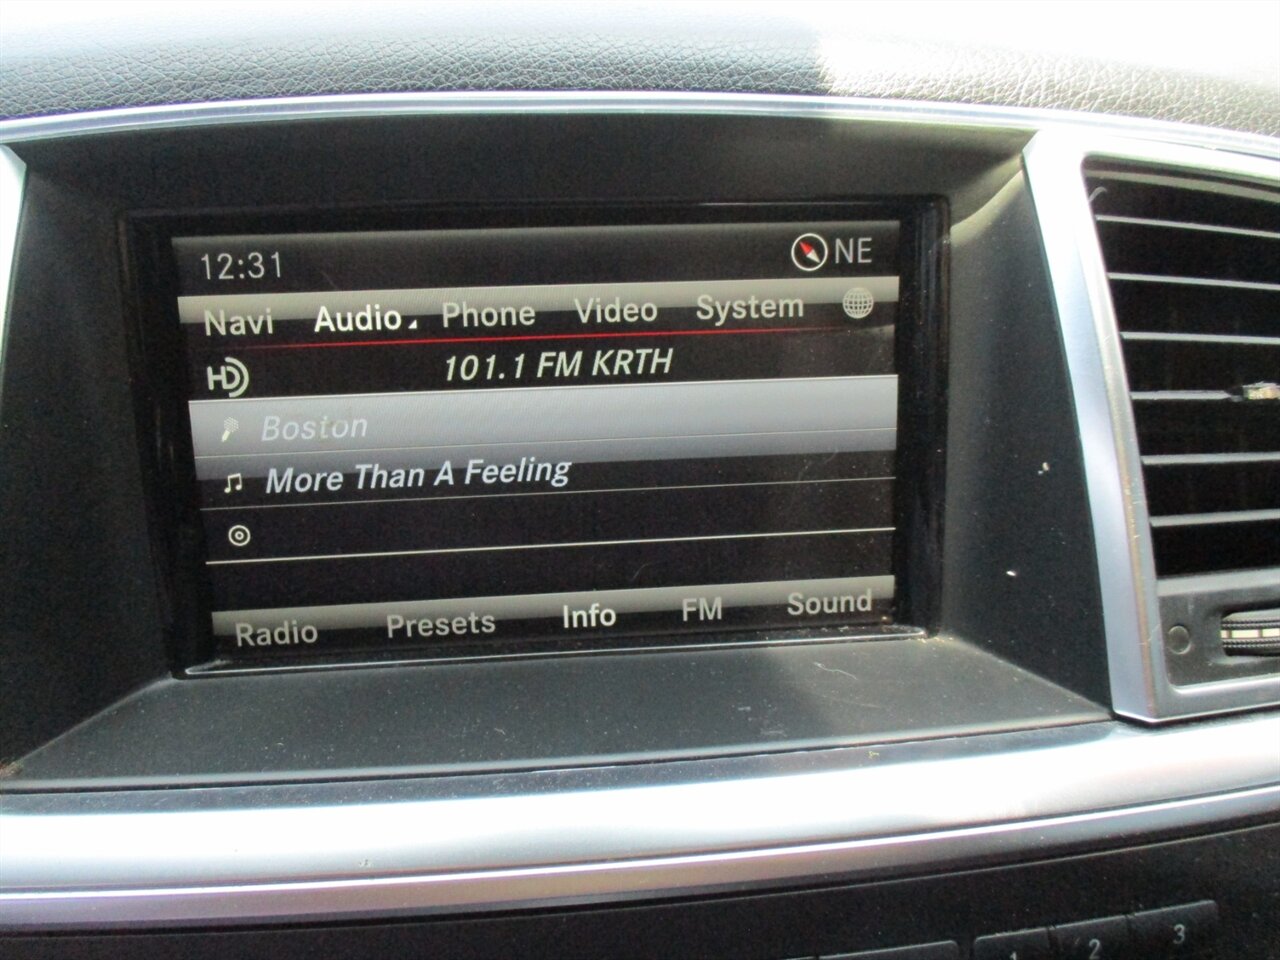 12:31 NE
Navi Audio Phone Video System
HD 101.1 FM KRTH
Boston
More Than A Feeling
Radio Presets Info FM Sound
1 2 3